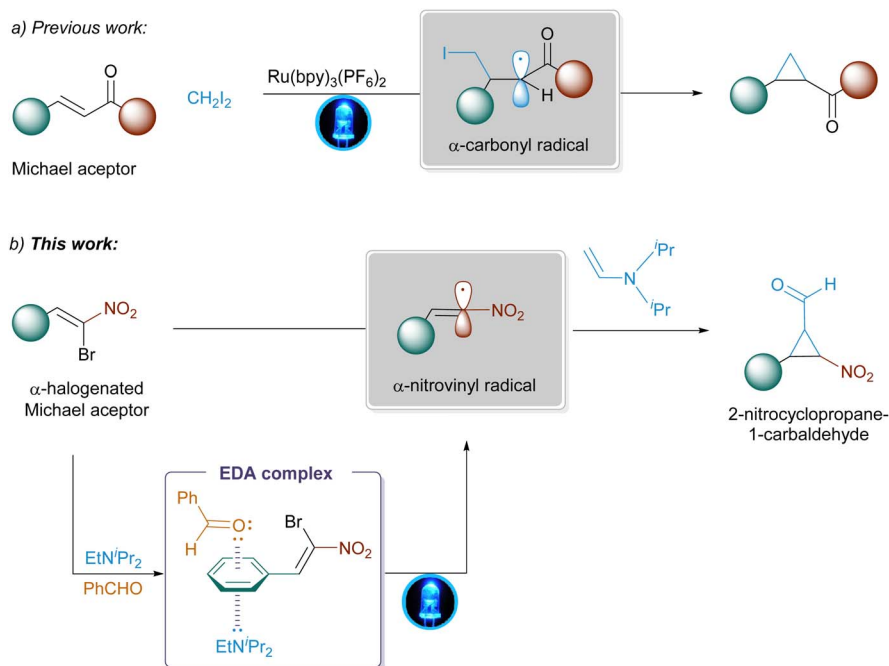 a) Previous work:
O
Michael aceptor
CH2I2
Ru(bpy)3(PF6)2
I
O
H
α-carbonyl radical
O
b) This work:
NO2
Br
α-halogenated
Michael aceptor
NO2
α-nitrovinyl radical
iPr
N
iPr
O
H
NO2
2-nitrocyclopropane-
1-carbaldehyde
EDA complex
Ph
O:
H
Br
NO2
EtNiPr2
PhCHO
EtNiPr2